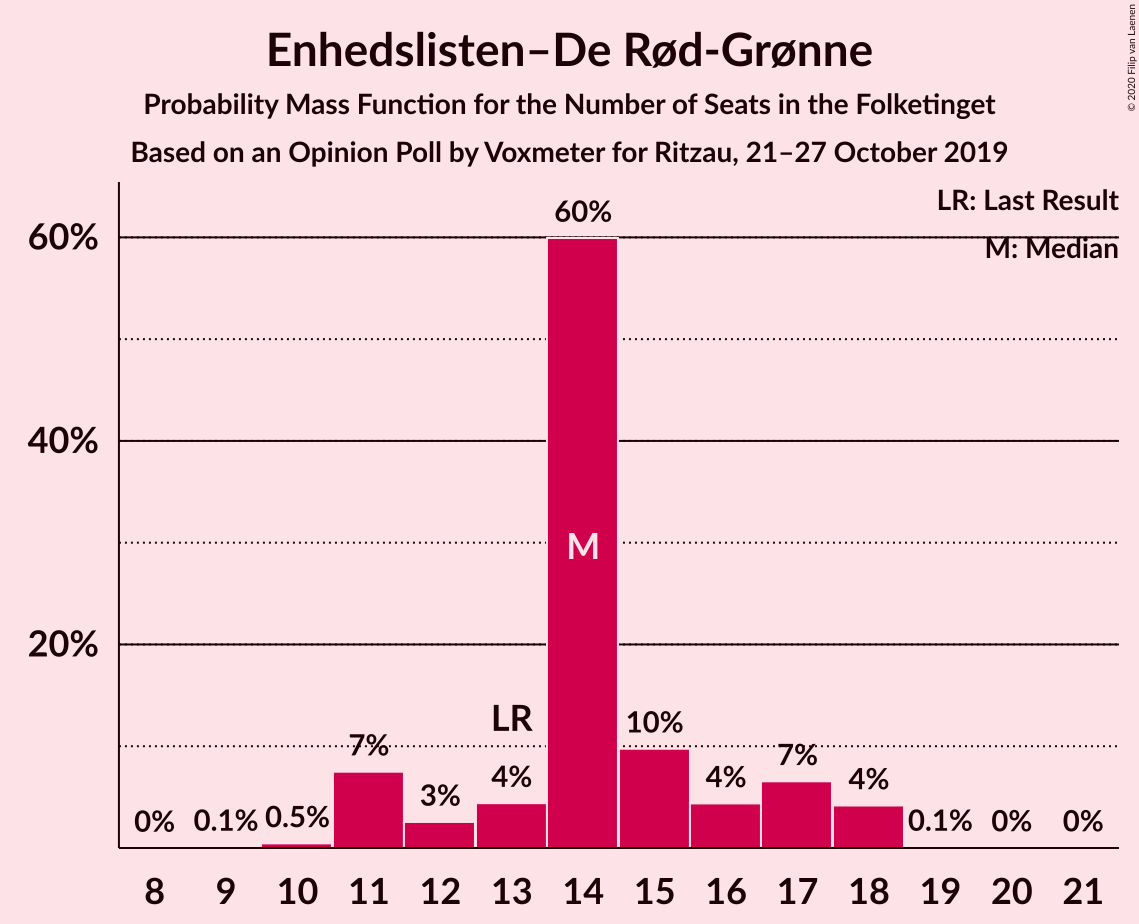 Enhedslisten–De Rød-Grønne
Probability Mass Function for the Number of Seats in the Folketinget
Based on an Opinion Poll by Voxmeter for Ritzau, 21–27 October 2019
© 2020 Filip van Laenen
LR: Last Result
M: Median
60%
40%
20%
0% 0.1% 0.5% 7% 3% 4% 60% 10% 4% 7% 4% 0.1% 0% 0%
LR
M
8 9 10 11 12 13 14 15 16 17 18 19 20 21